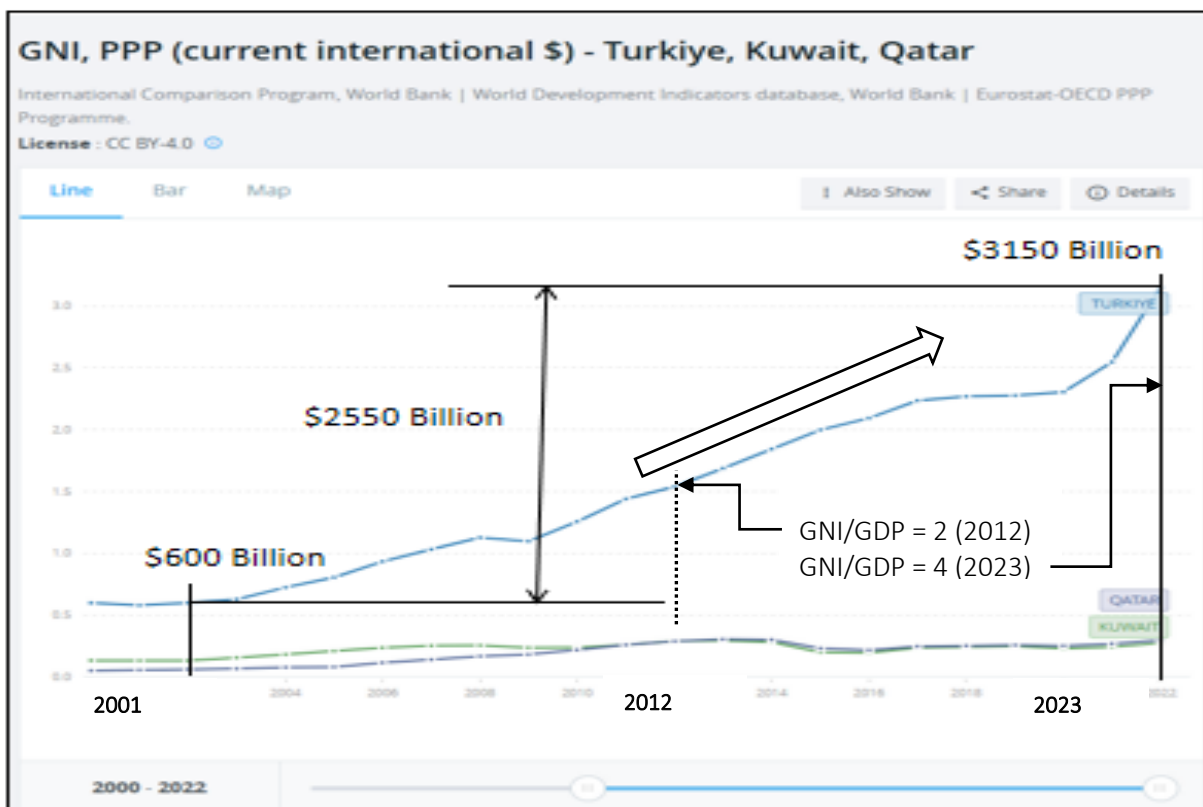 GNI, PPP (current international $) - Turkiye, Kuwait, Qatar
International Comparison Program, World Bank | World Development Indicators database, World Bank | Eurostat-OECD PPP
Programme.
License : CC BY-4.0
Line Bar Map Also Show Share Details
$3150 Billion
3.0 TURKIYE
2.5
$2550 Billion
2.0
1.5
GNI/GDP = 2 (2012)
1.0
$600 Billion
GNI/GDP = 4 (2023)
QATAR
0.5
KUWAIT
0.0
2004 2006 2008 2010 2014 2016 2018 2022
2001 2012 2023
2000 - 2022